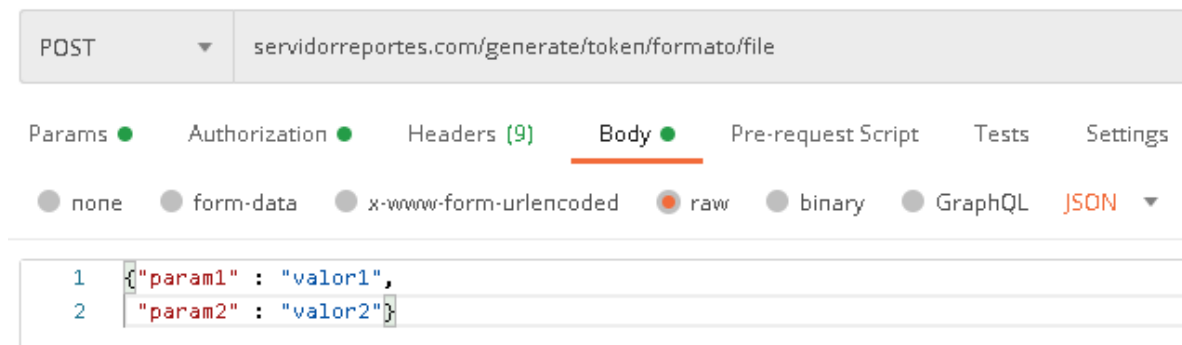 POST servidorreportes.com/generate/token/formato/file
Params Authorization Headers (9) Body Pre-request Script Tests Settings
none form-data x-www-form-urlencoded raw binary GraphQL JSON
1 {"param1" : "valor1",
2 "param2" : "valor2"}